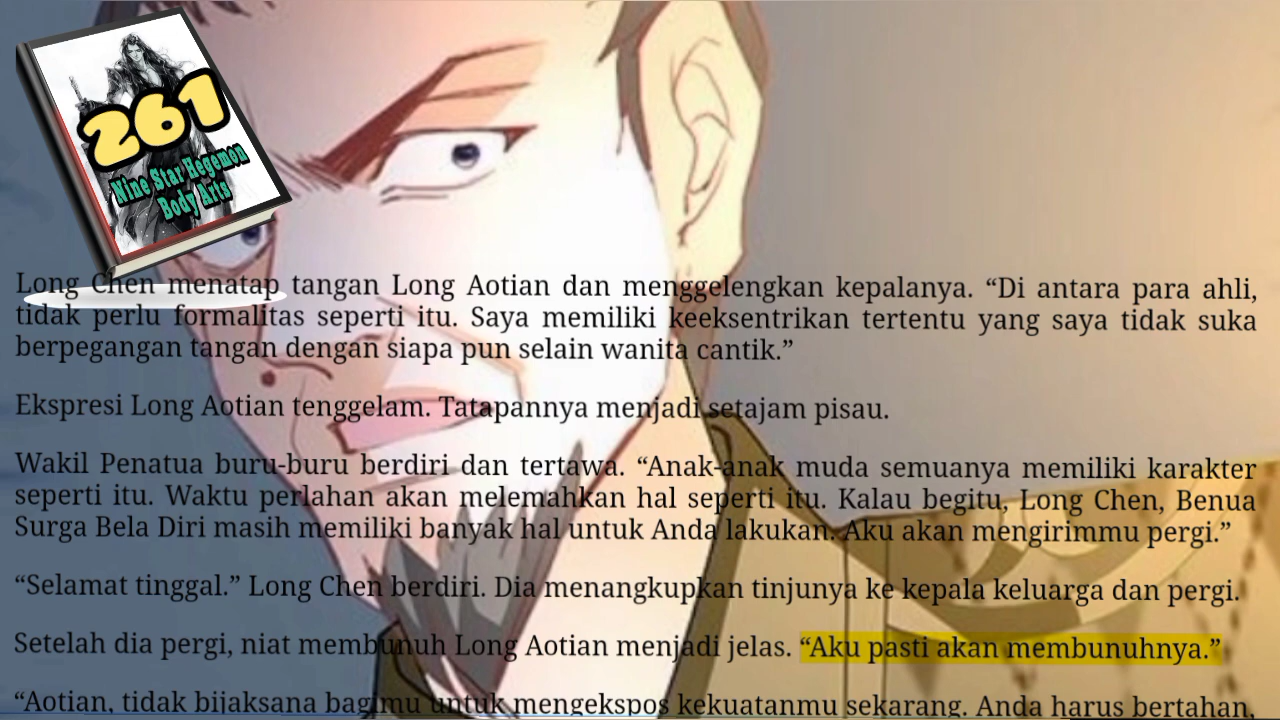 261
Nine Star Hegemon
Body Arts
Long Chen menatap tangan Long Aotian dan menggelengkan kepalanya. “Di antara para ahli,
tidak perlu formalitas seperti itu. Saya memiliki keeksentrikan tertentu yang saya tidak suka
berpegangan tangan dengan siapa pun selain wanita cantik.”
Ekspresi Long Aotian tenggelam. Tatapannya menjadi setajam pisau.
Wakil Penatua buru-buru berdiri dan tertawa. “Anak-anak muda semuanya memiliki karakter
seperti itu. Waktu perlahan akan melemahkan hal seperti itu. Kalau begitu, Long Chen, Benua
Surga Bela Diri masih memiliki banyak hal untuk Anda lakukan. Aku akan mengirimmu pergi.”
“Selamat tinggal.” Long Chen berdiri. Dia menangkupkan tinjunya ke kepala keluarga dan pergi.
Setelah dia pergi, niat membunuh Long Aotian menjadi jelas. “Aku pasti akan membunuhnya.”
“Aotian, tidak bijaksana bagimu untuk mengekspos kekuatanmu sekarang. Anda harus bertahan,